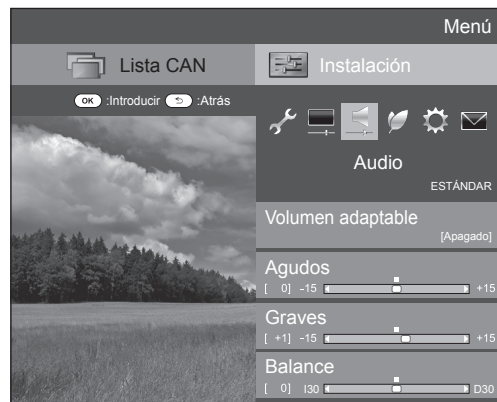 Menú
Lista CAN
Instalación
OK :Introducir :Atrás
Audio
ESTÁNDAR
Volumen adaptable
[Apagado]
Agudos
[ 0] -15 +15
Graves
[ +1] -15 +15
Balance
[ 0] I30 D30